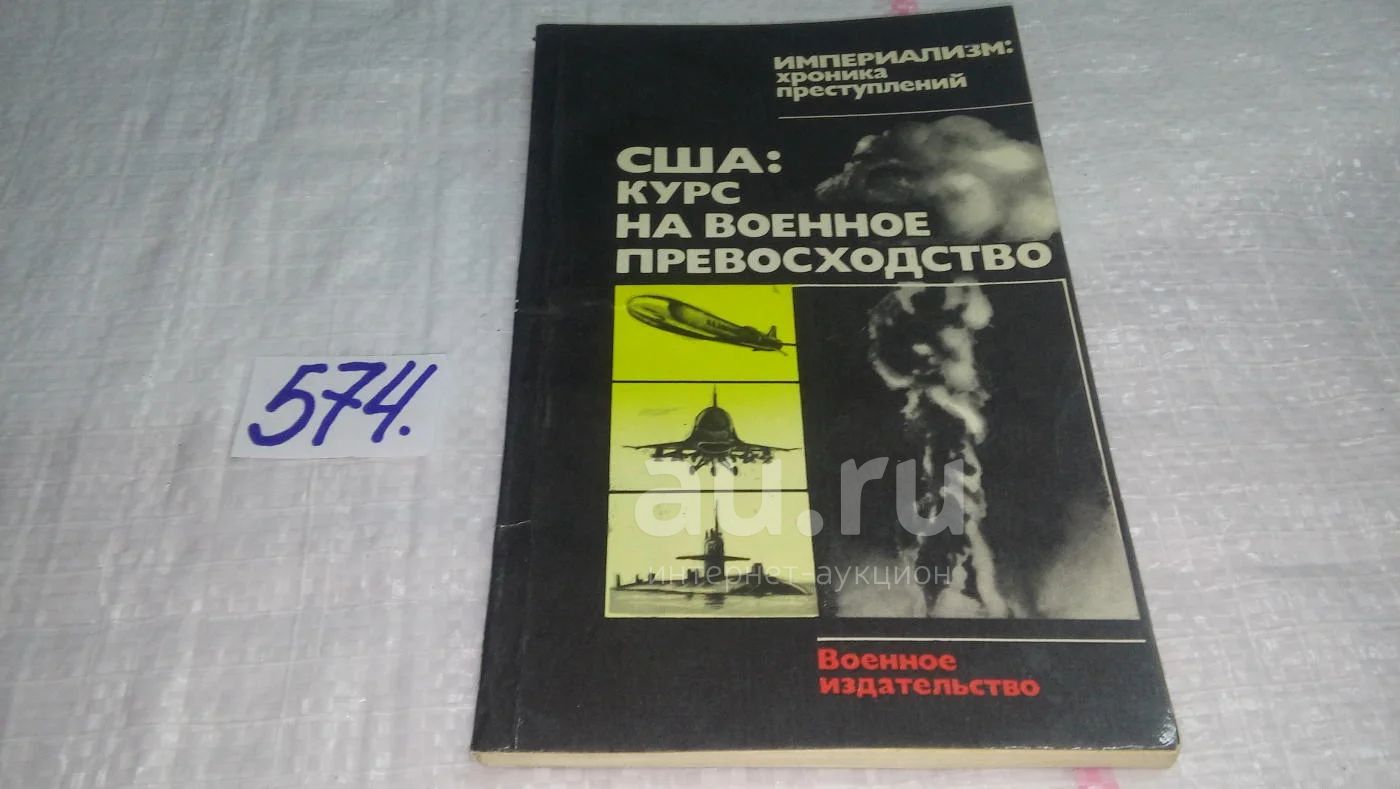 ИМПЕРИАЛИЗМ:
хроника
преступлений
США:
КУРС
НА ВОЕННОЕ
ПРЕВОСХОДСТВО
574.
au.ru
интернет-аукцион
Военное
издательство